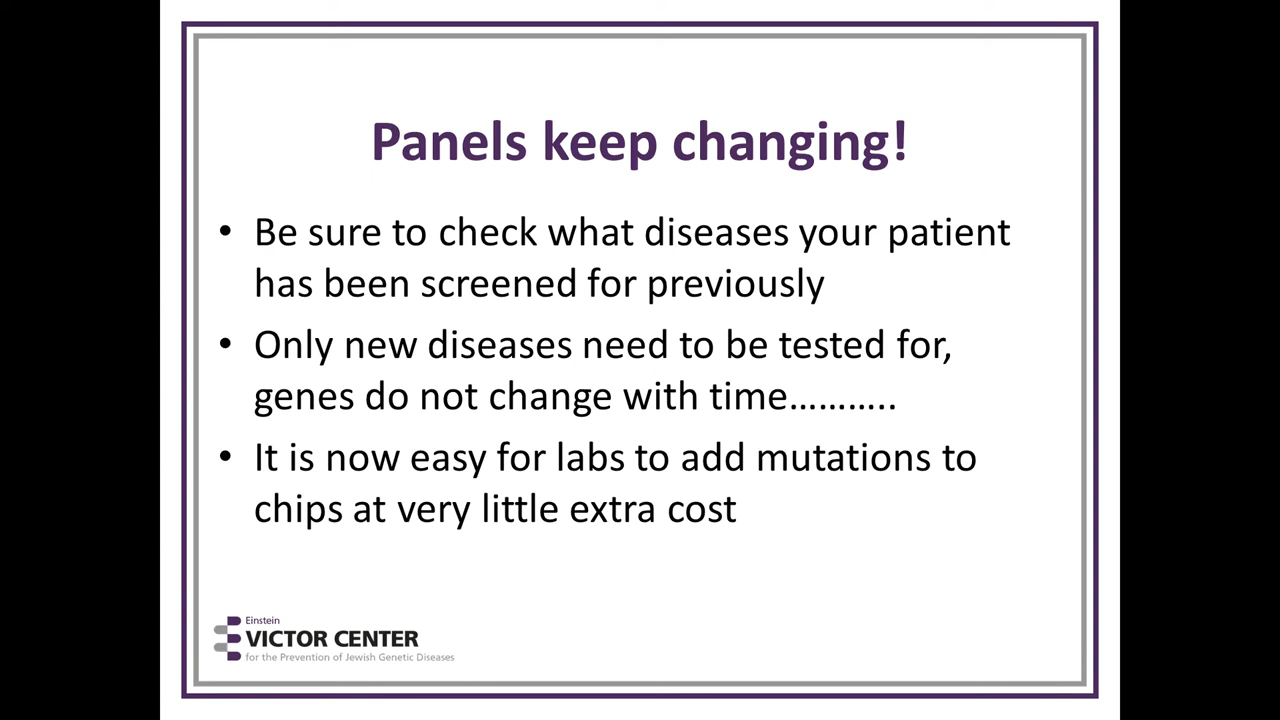 Panels keep changing!
• Be sure to check what diseases your patient
has been screened for previously
• Only new diseases need to be tested for,
genes do not change with time………..
• It is now easy for labs to add mutations to
chips at very little extra cost
Einstein
VICTOR CENTER
for the Prevention of Jewish Genetic Diseases